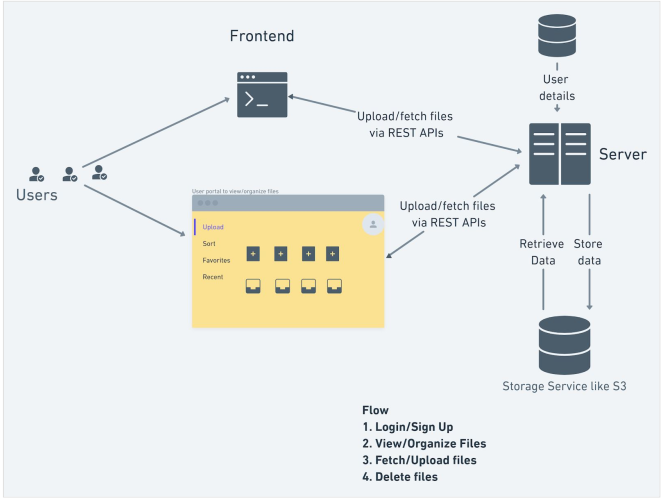 Frontend
User
details
Upload/fetch files
via REST APIs
Server
Users
User portal to view/organize files
Upload
Sort
Favorites
Recent
Upload/fetch files
via REST APIs
Retrieve
Data
Store
data
Storage Service like S3
Flow
1. Login/Sign Up
2. View/Organize Files
3. Fetch/Upload files
4. Delete files